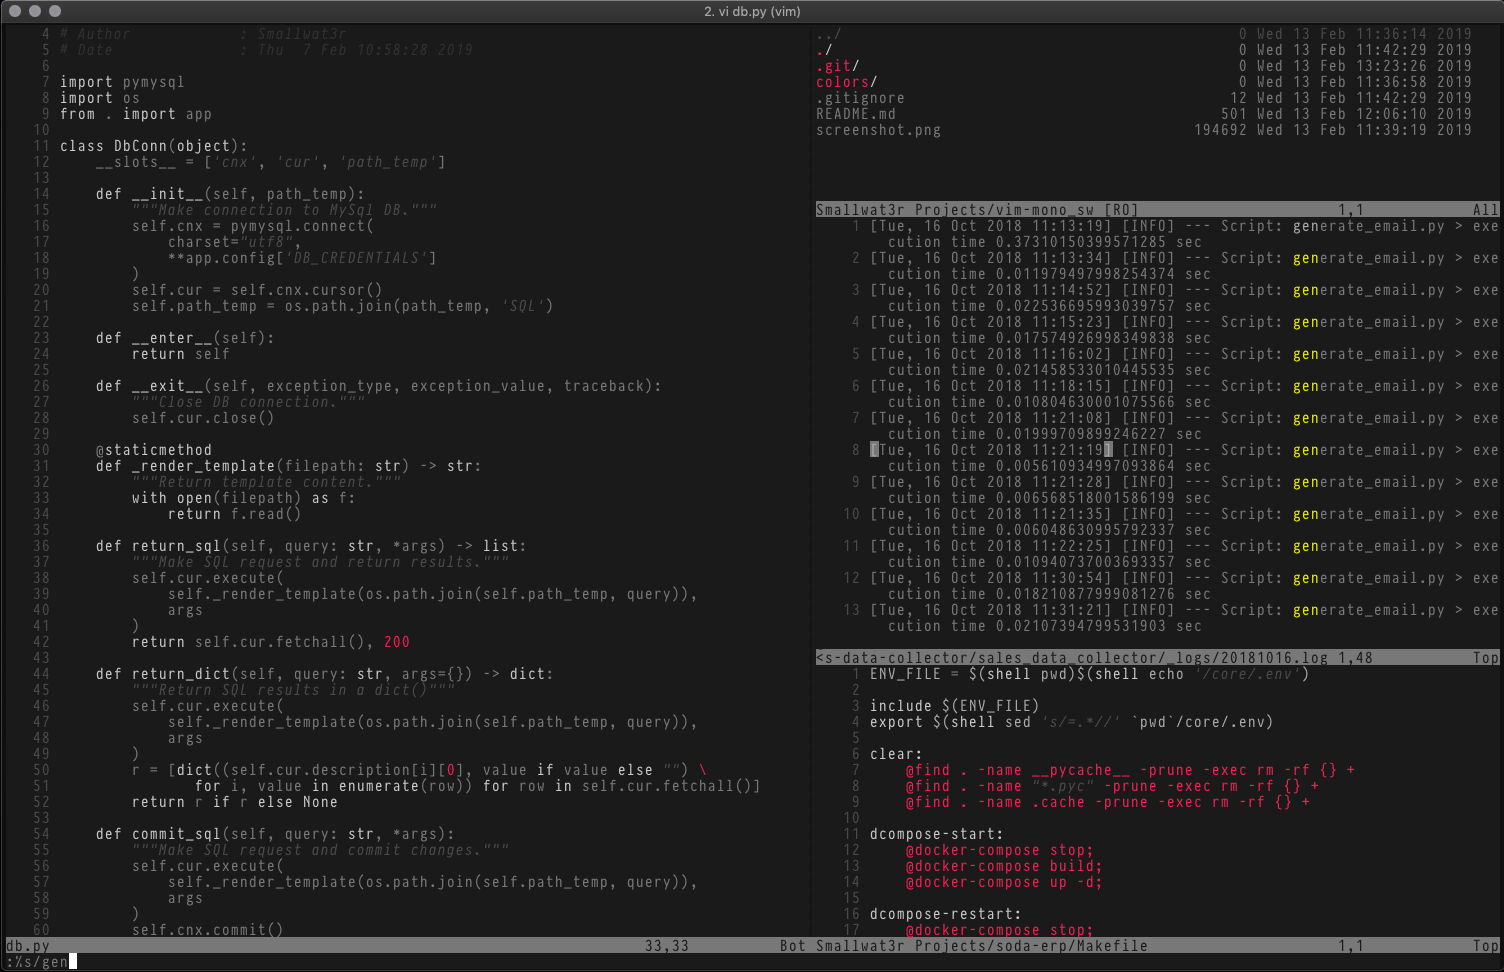 2. vi db.py (vim)
4 # Author : Smallwat3r
5 # Date : Thu 7 Feb 10:58:28 2019
6
7 import pymysql
8 import os
9 from . import app
10
11 class DbConn(object):
12 __slots__ = ['cnx', 'cur', 'path_temp']
13
14 def __init__(self, path_temp):
15 """Make connection to MySql DB."""
16 self.cnx = pymysql.connect(
17 charset="utf8",
18 **app.config['DB_CREDENTIALS']
19 )
20 self.cur = self.cnx.cursor()
21 self.path_temp = os.path.join(path_temp, 'SQL')
22
23 def __enter__(self):
24 return self
25
26 def __exit__(self, exception_type, exception_value, traceback):
27 """Close DB connection."""
28 self.cur.close()
29
30 @staticmethod
31 def _render_template(filepath: str) -> str:
32 """Return template content."""
33 with open(filepath) as f:
34 return f.read()
35
36 def return_sql(self, query: str, *args) -> list:
37 """Make SQL request and return results."""
38 self.cur.execute(
39 self._render_template(os.path.join(self.path_temp, query)),
40 args
41 )
42 return self.cur.fetchall(), 200
43
44 def return_dict(self, query: str, args={}) -> dict:
45 """Return SQL results in a dict()"""
46 self.cur.execute(
47 self._render_template(os.path.join(self.path_temp, query)),
48 args
49 )
50 r = [dict((self.cur.description[i][0], value if value else "") \
51 for i, value in enumerate(row)) for row in self.cur.fetchall()]
52 return r if r else None
53
54 def commit_sql(self, query: str, *args):
55 """Make SQL request and commit changes."""
56 self.cur.execute(
57 self._render_template(os.path.join(self.path_temp, query)),
58 args
59 )
60 self.cnx.commit()
db.py 33,33 Bot
:%s/gen
../ 0 Wed 13 Feb 11:36:14 2019
./ 0 Wed 13 Feb 11:42:29 2019
.git/ 0 Wed 13 Feb 13:23:26 2019
colors/ 0 Wed 13 Feb 11:36:58 2019
.gitignore 12 Wed 13 Feb 11:42:29 2019
README.md 501 Wed 13 Feb 12:06:10 2019
screenshot.png 194692 Wed 13 Feb 11:39:19 2019
Smallwat3r Projects/vim-mono_sw [RO] 1,1 All
1 [Tue, 16 Oct 2018 11:13:19] [INFO] --- Script: generate_email.py > exe
cution time 0.37310150399571285 sec
2 [Tue, 16 Oct 2018 11:13:34] [INFO] --- Script: generate_email.py > exe
cution time 0.011979497998254374 sec
3 [Tue, 16 Oct 2018 11:14:52] [INFO] --- Script: generate_email.py > exe
cution time 0.022536695993039757 sec
4 [Tue, 16 Oct 2018 11:15:23] [INFO] --- Script: generate_email.py > exe
cution time 0.017574926998349838 sec
5 [Tue, 16 Oct 2018 11:16:02] [INFO] --- Script: generate_email.py > exe
cution time 0.021458533010445535 sec
6 [Tue, 16 Oct 2018 11:18:15] [INFO] --- Script: generate_email.py > exe
cution time 0.010804630001075566 sec
7 [Tue, 16 Oct 2018 11:21:08] [INFO] --- Script: generate_email.py > exe
cution time 0.01999709899246227 sec
8 [Tue, 16 Oct 2018 11:21:19] [INFO] --- Script: generate_email.py > exe
cution time 0.005610934997093864 sec
9 [Tue, 16 Oct 2018 11:21:28] [INFO] --- Script: generate_email.py > exe
cution time 0.006568518001586199 sec
10 [Tue, 16 Oct 2018 11:21:35] [INFO] --- Script: generate_email.py > exe
cution time 0.006048630995792337 sec
11 [Tue, 16 Oct 2018 11:22:25] [INFO] --- Script: generate_email.py > exe
cution time 0.010940737003693357 sec
12 [Tue, 16 Oct 2018 11:30:54] [INFO] --- Script: generate_email.py > exe
cution time 0.018210877999081276 sec
13 [Tue, 16 Oct 2018 11:31:21] [INFO] --- Script: generate_email.py > exe
cution time 0.02107394799531903 sec
<s-data-collector/sales_data_collector/_logs/20181016.log 1,48 Top
1 ENV_FILE = $(shell pwd)$(shell echo '/core/.env')
2
3 include $(ENV_FILE)
4 export $(shell sed 's/=.*//' `pwd`/core/.env)
5
6 clear:
7 @find . -name __pycache__ -prune -exec rm -rf {} +
8 @find . -name "*.pyc" -prune -exec rm -rf {} +
9 @find . -name .cache -prune -exec rm -rf {} +
10
11 dcompose-start:
12 @docker-compose stop;
13 @docker-compose build;
14 @docker-compose up -d;
15
16 dcompose-restart:
17 @docker-compose stop;
Smallwat3r Projects/soda-erp/Makefile 1,1 Top